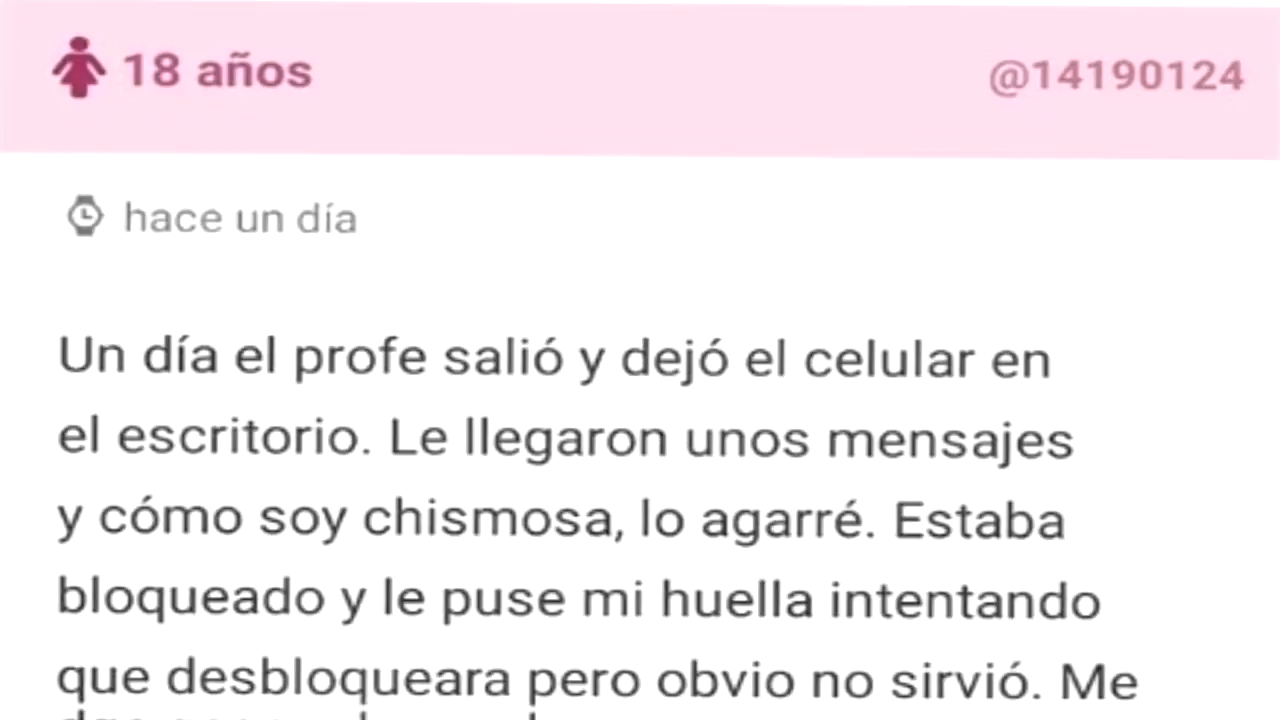 18 años
@14190124
hace un día
Un día el profe salió y dejó el celular en
el escritorio. Le llegaron unos mensajes
y cómo soy chismosa, lo agarré. Estaba
bloqueado y le puse mi huella intentando
que desbloqueara pero obvio no sirvió. Me